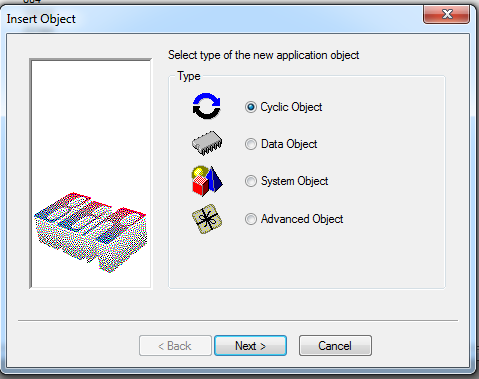 Insert Object
Select type of the new application object
Type
Cyclic Object
Data Object
System Object
Advanced Object
< Back
Next >
Cancel